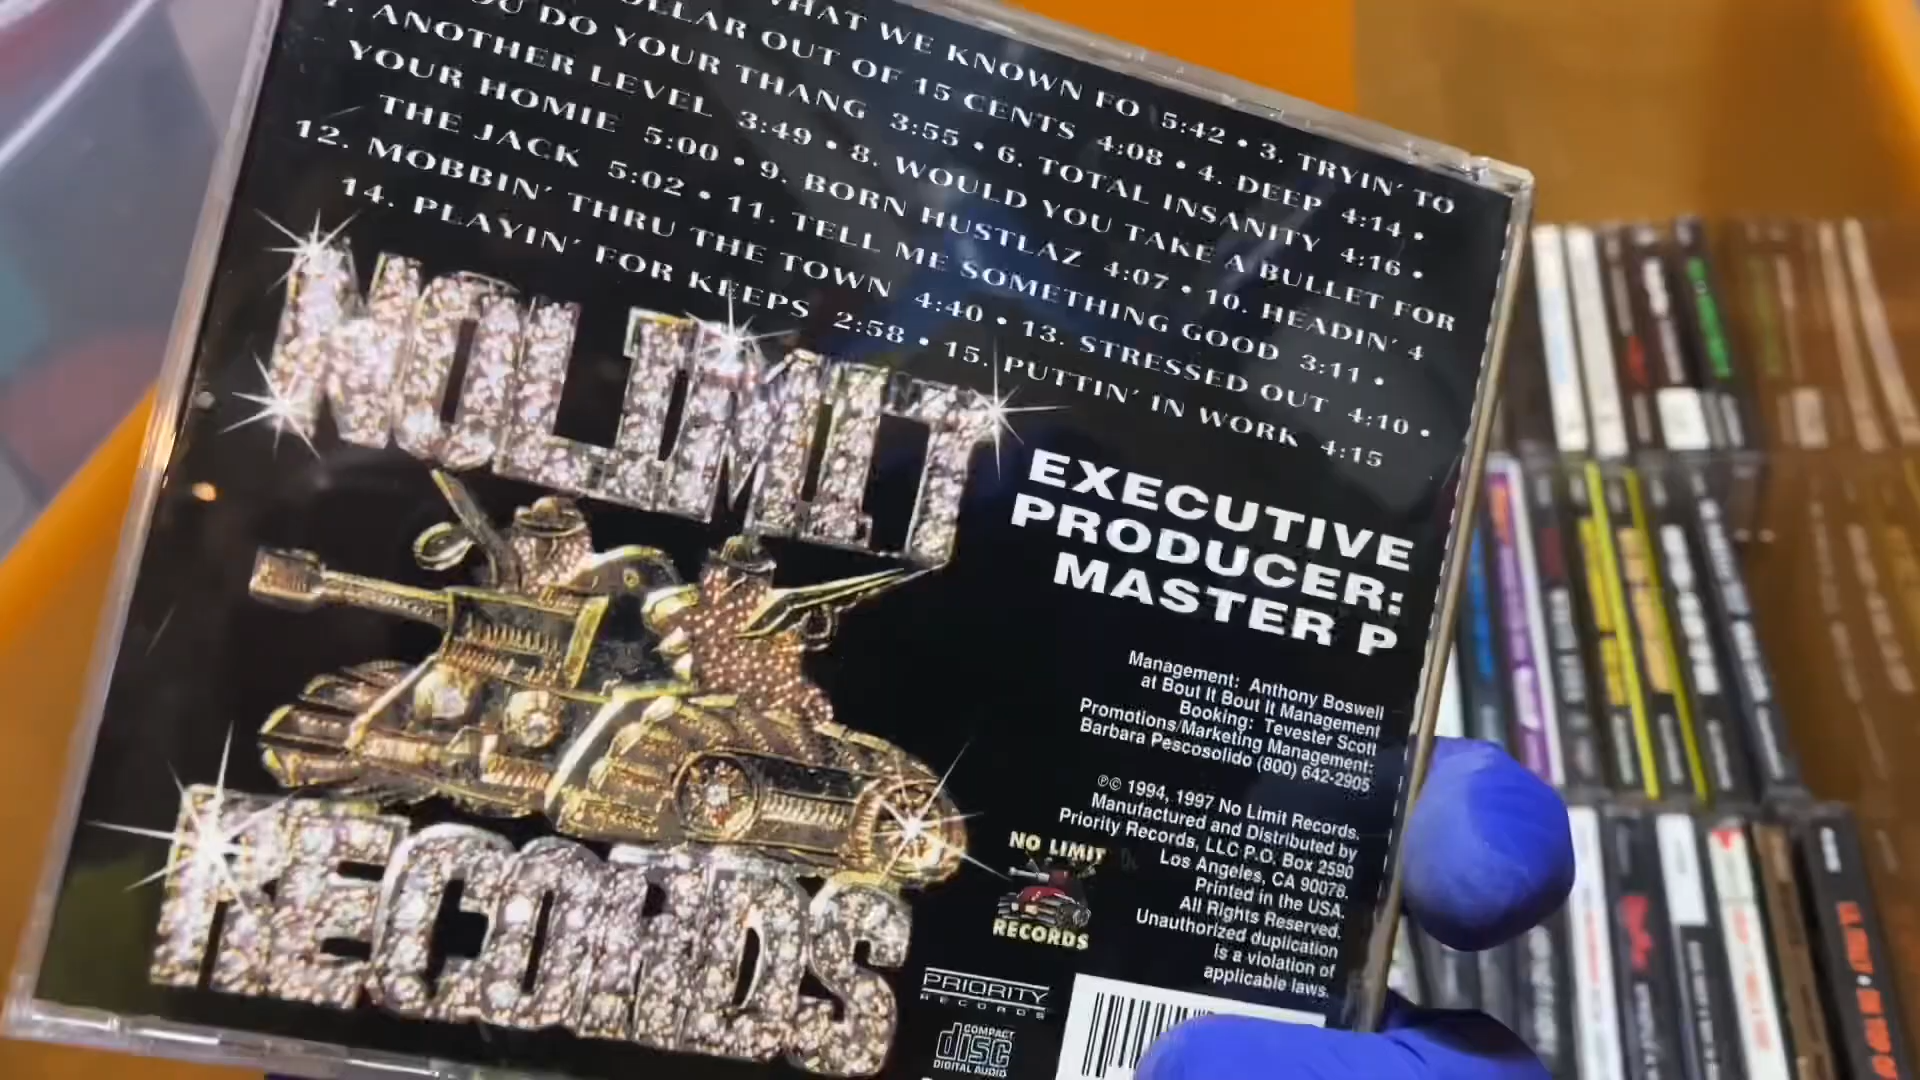 WHAT WE KNOWN FO 5:42 • 3. TRYIN' TO
DOLLAR OUT OF 15 CENTS 4:08 • 4. DEEP 4:14 •
YOU DO YOUR THANG 3:55 • 6. TOTAL INSANITY 4:16 •
7. ANOTHER LEVEL 3:49 • 8. WOULD YOU TAKE A BULLET FOR
YOUR HOMIE 5:00 • 9. BORN HUSTLAZ 4:07 • 10. HEADIN' 4
THE JACK 5:02 • 11. TELL ME SOMETHING GOOD 3:11 •
12. MOBBIN' THRU THE TOWN 4:40 • 13. STRESSED OUT 4:10 •
14. PLAYIN' FOR KEEPS 2:58 • 15. PUTTIN' IN WORK 4:15
NO LIMIT
RECORDS
EXECUTIVE
PRODUCER:
MASTER P
Management: Anthony Boswell
at Bout It Bout It Management
Booking: Tevester Scott
Promotions/Marketing Management:
Barbara Pescosolido (800) 642-2905
℗© 1994, 1997 No Limit Records.
Manufactured and Distributed by
Priority Records, LLC P.O. Box 2590
Los Angeles, CA 90078.
Printed in the USA.
All Rights Reserved.
Unauthorized duplication
is a violation of
applicable laws.
NO LIMIT
RECORDS
PRIORITY
RECORDS
COMPACT
disc
DIGITAL AUDIO